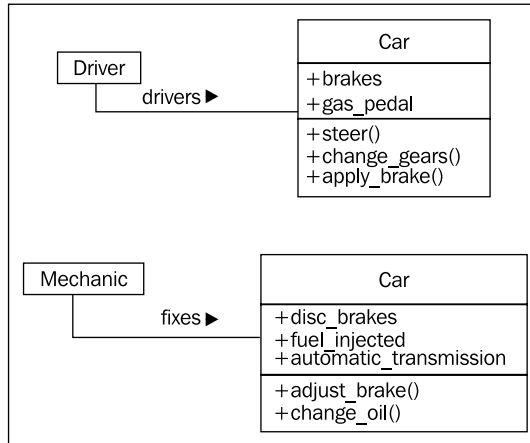 Car
Driver
+brakes
drivers ▶
+gas_pedal
+steer()
+change_gears()
+apply_brake()
Car
Mechanic
+disc_brakes
fixes ▶
+fuel_injected
+automatic_transmission
+adjust_brake()
+change_oil()